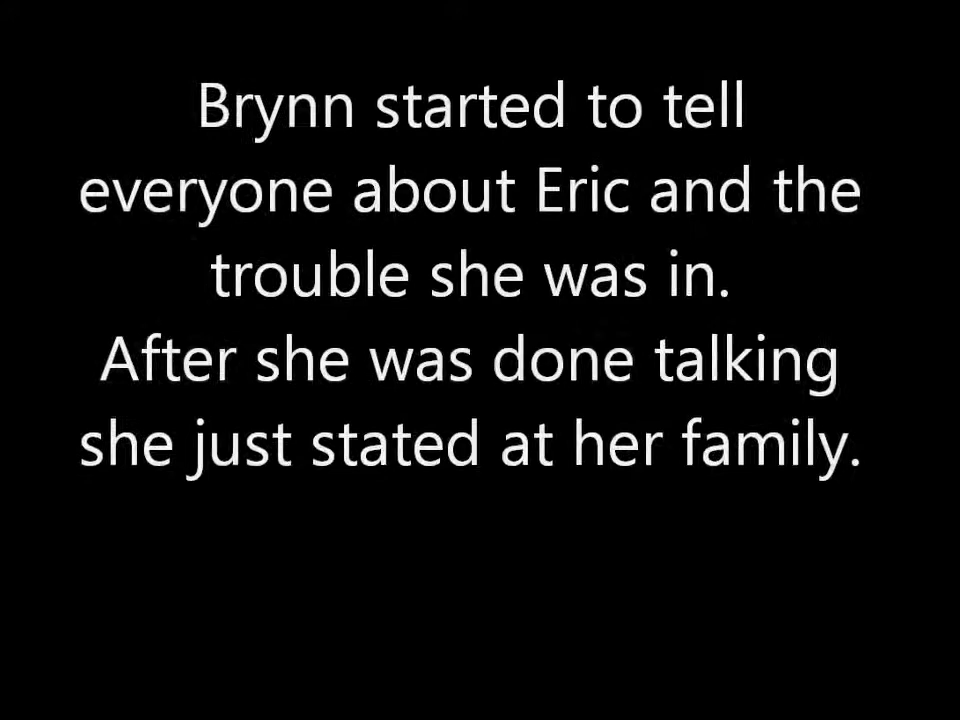 Brynn started to tell
everyone about Eric and the
trouble she was in.
After she was done talking
she just stated at her family.